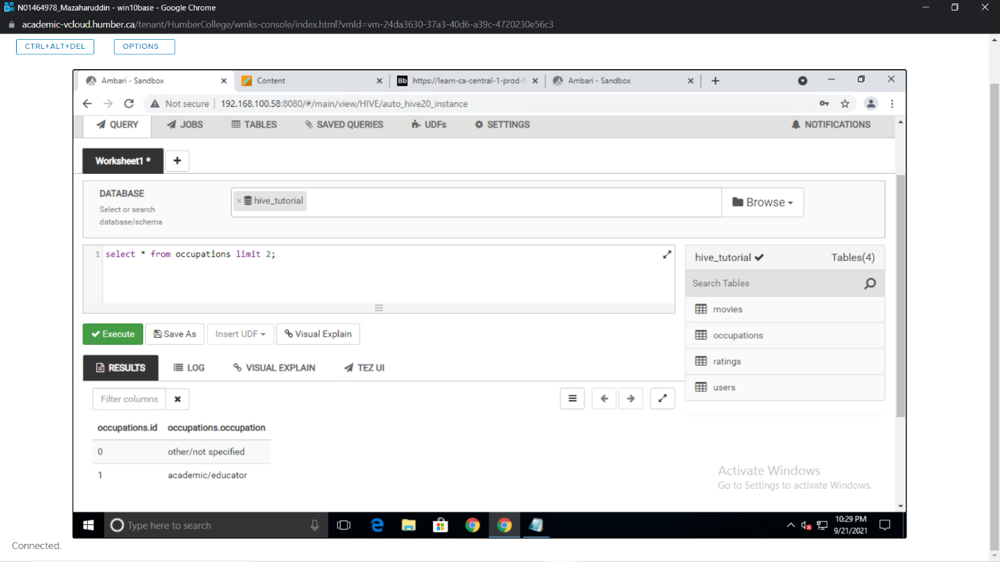 N01464978_Mazaharuddin - win10base - Google Chrome
academic-vcloud.humber.ca/tenant/HumberCollege/wmks-console/index.html?vmId=vm-24da3630-37a3-40d6-a39c-4720230e56c3
CTRL+ALT+DEL OPTIONS
Ambari - Sandbox Content Bb https://learn-ca-central-1-prod-fi Ambari - Sandbox
Not secure 192.168.100.58:8080/#/main/view/HIVE/auto_hive20_instance
QUERY JOBS TABLES SAVED QUERIES UDFs SETTINGS NOTIFICATIONS
Worksheet1 * +
DATABASE
Select or search
database/schema
× hive_tutorial
Browse
1 select * from occupations limit 2;
hive_tutorial Tables(4)
Search Tables
movies
occupations
ratings
users
Execute Save As Insert UDF Visual Explain
RESULTS LOG VISUAL EXPLAIN TEZ UI
Filter columns
occupations.id occupations.occupation
0 other/not specified
1 academic/educator
Activate Windows
Go to Settings to activate Windows.
Type here to search
10:29 PM
9/21/2021
Connected.